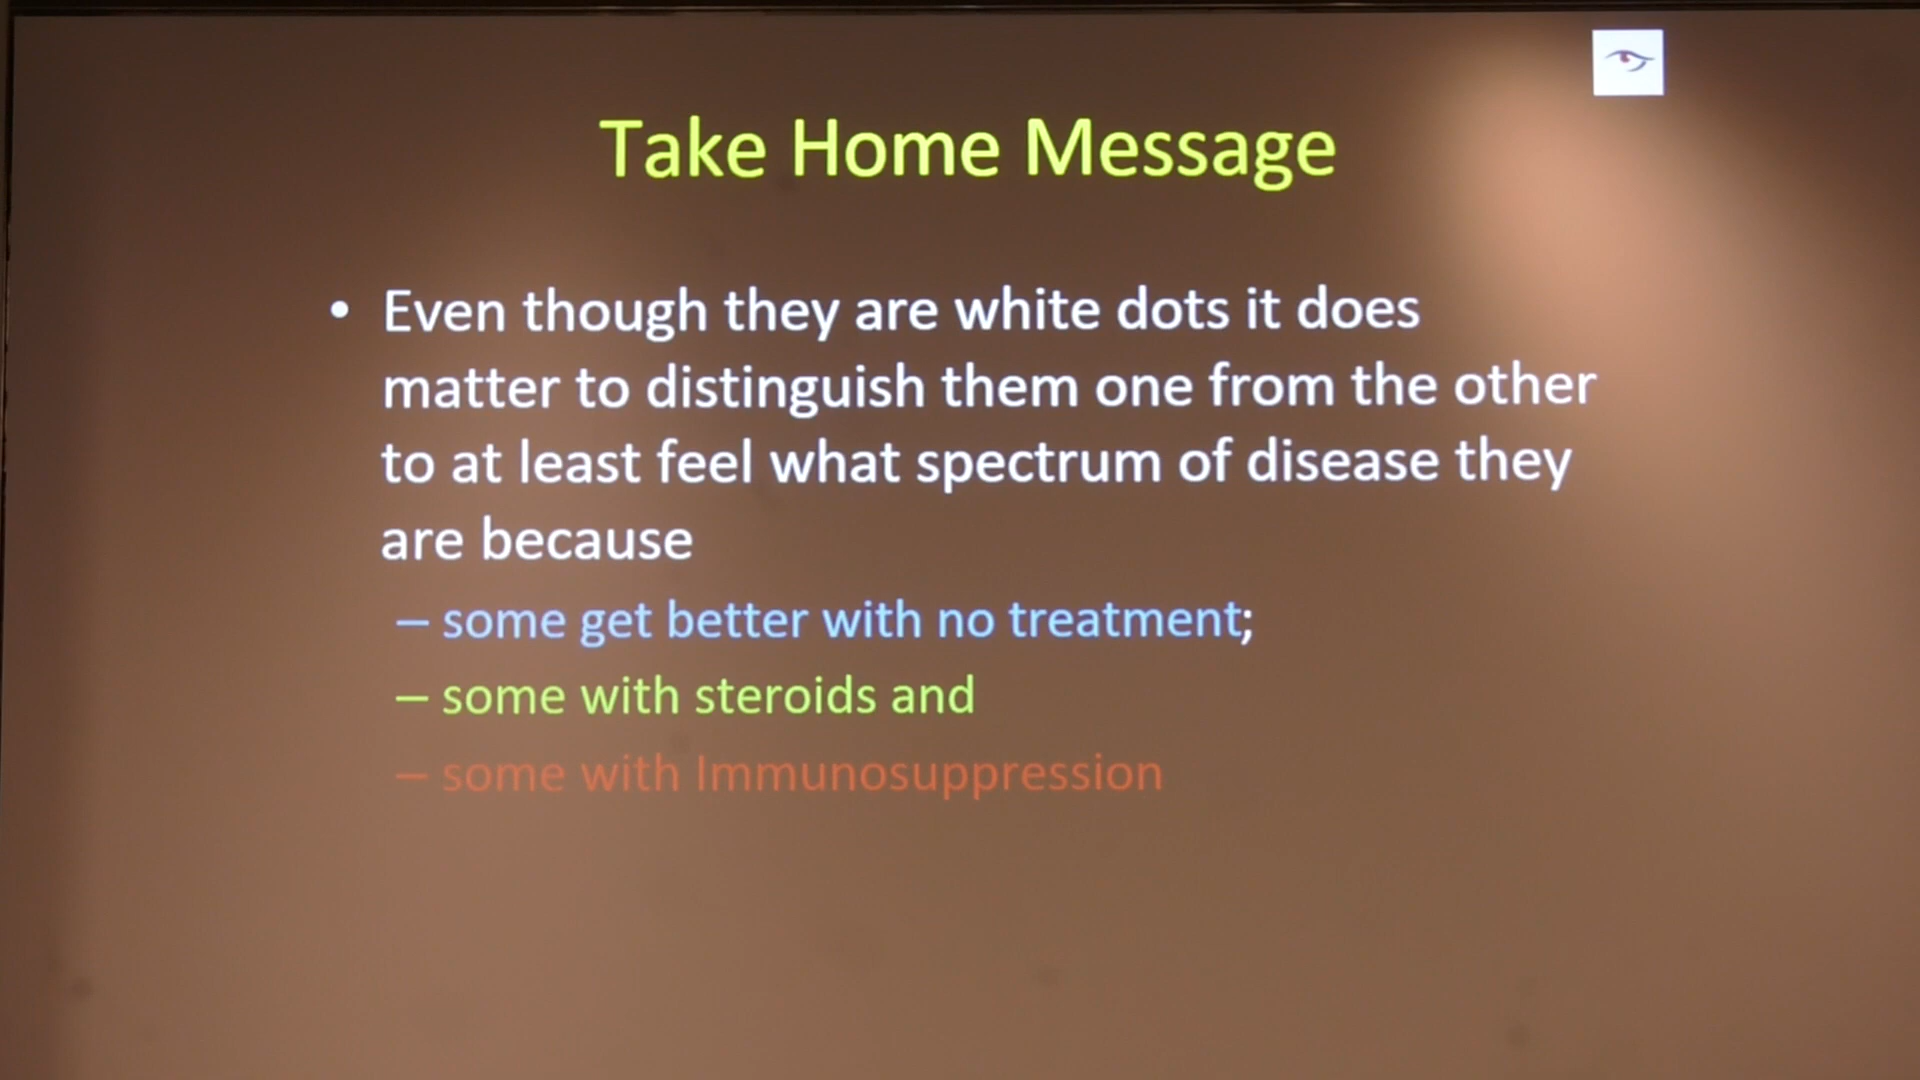 Take Home Message
• Even though they are white dots it does
matter to distinguish them one from the other
to at least feel what spectrum of disease they
are because
– some get better with no treatment;
– some with steroids and
– some with Immunosuppression